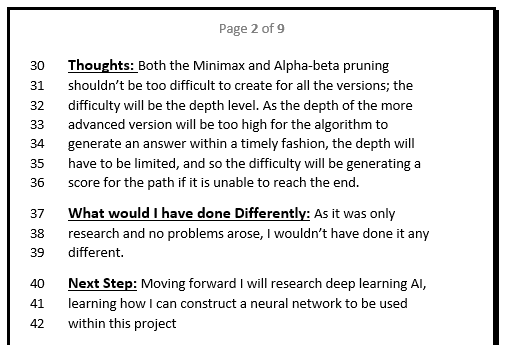 Page 2 of 9
30 Thoughts: Both the Minimax and Alpha-beta pruning
31 shouldn't be too difficult to create for all the versions; the
32 difficulty will be the depth level. As the depth of the more
33 advanced version will be too high for the algorithm to
34 generate an answer within a timely fashion, the depth will
35 have to be limited, and so the difficulty will be generating a
36 score for the path if it is unable to reach the end.
37 What would I have done Differently: As it was only
38 research and no problems arose, I wouldn't have done it any
39 different.
40 Next Step: Moving forward I will research deep learning AI,
41 learning how I can construct a neural network to be used
42 within this project